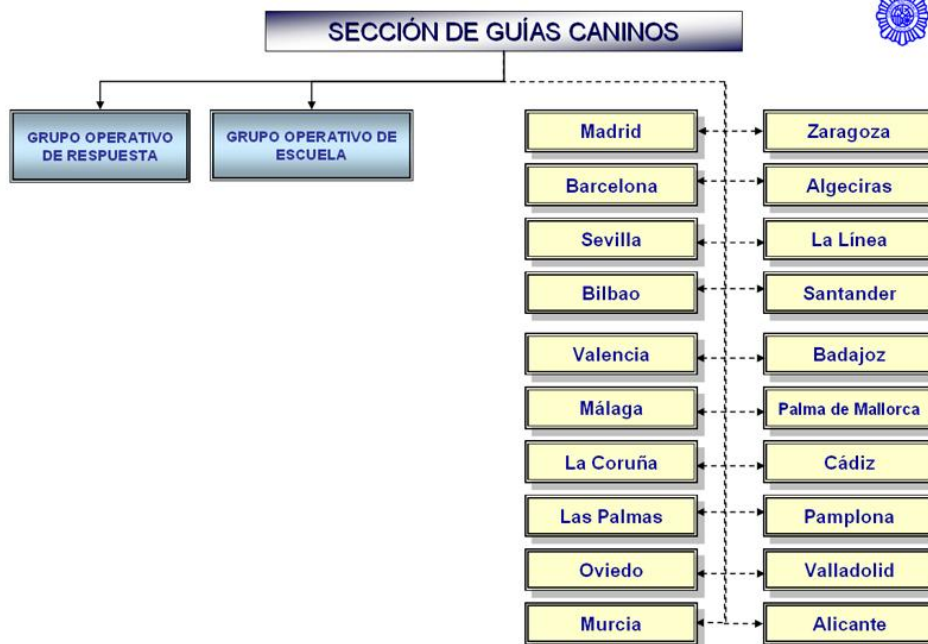 SECCIÓN DE GUÍAS CANINOS
GRUPO OPERATIVO
DE RESPUESTA
GRUPO OPERATIVO DE
ESCUELA
Madrid
Zaragoza
Barcelona
Algeciras
Sevilla
La Línea
Bilbao
Santander
Valencia
Badajoz
Málaga
Palma de Mallorca
La Coruña
Cádiz
Las Palmas
Pamplona
Oviedo
Valladolid
Murcia
Alicante